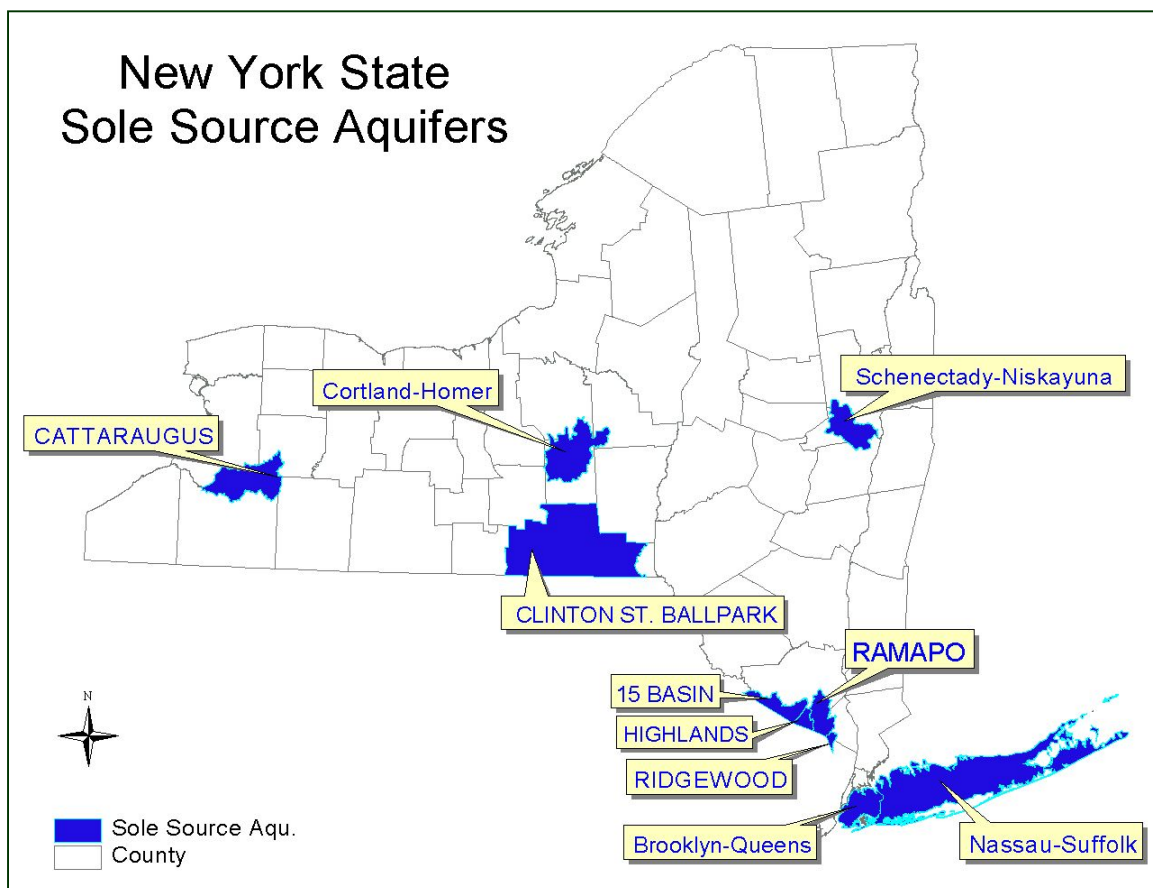 New York State
Sole Source Aquifers
Schenectady-Niskayuna
Cortland-Homer
CATTARAUGUS
CLINTON ST. BALLPARK
RAMAPO
15 BASIN
HIGHLANDS
RIDGEWOOD
Brooklyn-Queens
Nassau-Suffolk
N
Sole Source Aqu.
County